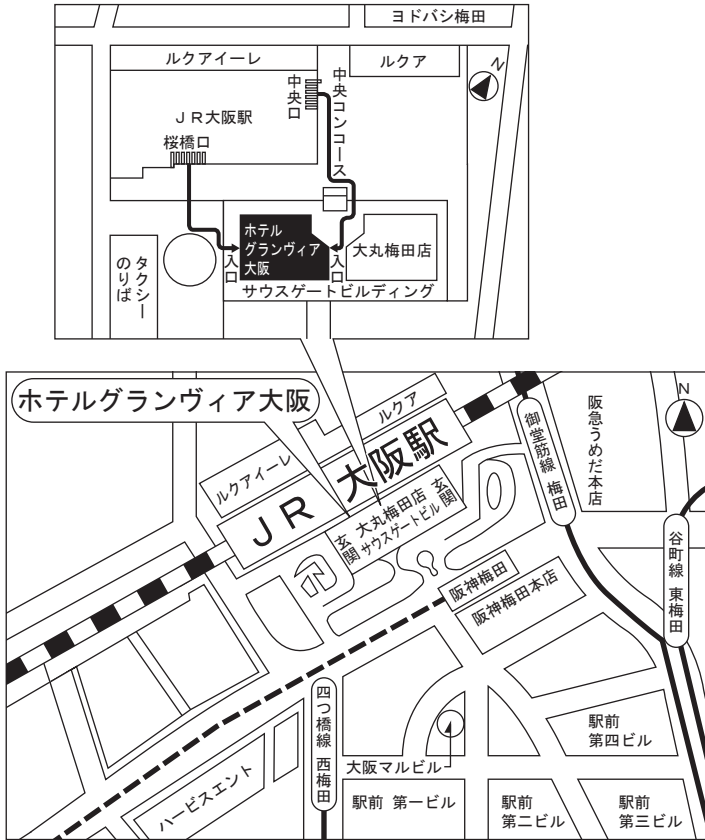 ヨドバシ梅田
ルクアイーレ
ルクア
N
中央口
中央コンコース
JR大阪駅
桜橋口
ホテル
グランヴィア
大阪
入口
入口
大丸梅田店
タクシー
のりば
サウスゲートビルディング
ホテルグランヴィア大阪
ルクア
ルクアイーレ
JR 大阪駅
御堂筋線 梅田
阪急うめだ本店
N
玄関
大丸梅田店
サウスゲートビル
玄関
谷町線 東梅田
阪神梅田
阪神梅田本店
四つ橋線 西梅田
駅前
第四ビル
大阪マルビル
ハービスエント
駅前 第一ビル
駅前
第二ビル
駅前
第三ビル